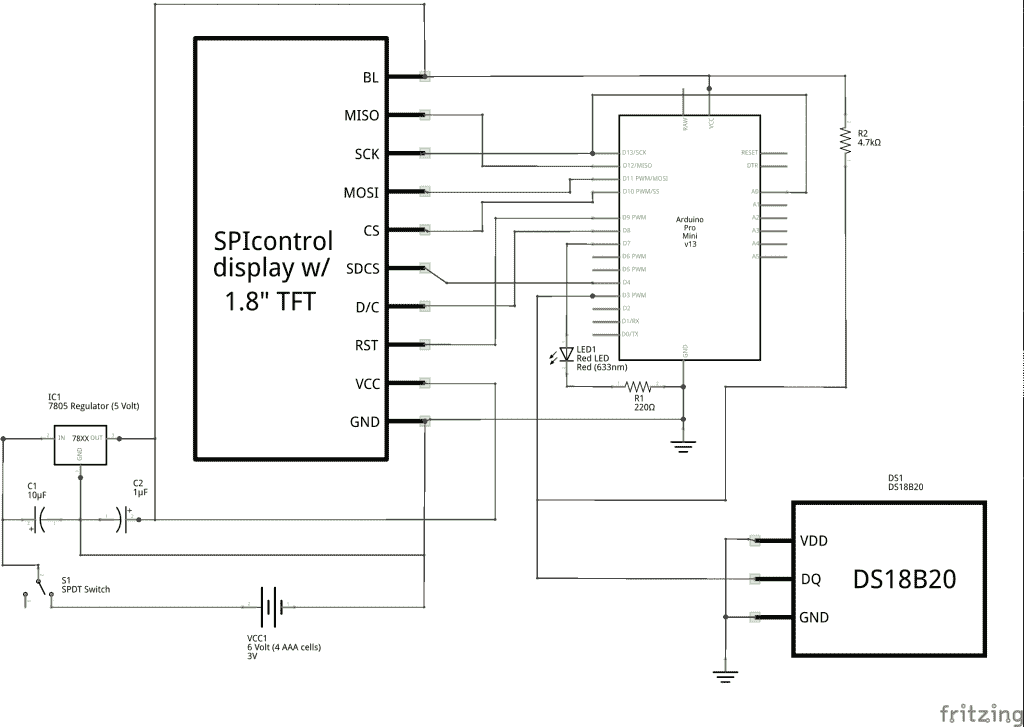 BL
MISO
SCK
MOSI
CS
SDCS
D/C
RST
VCC
GND
SPIcontrol
display w/
1.8" TFT
RAW
VCC
D13/SCK
D12/MISO
D11 PWM/MOSI
D10 PWM/SS
D9 PWM
D8
D7
D6 PWM
D5 PWM
D4
D3 PWM
D2
D1/RX
D0/TX
RESET
DTR
A0
A1
A2
A3
A4
A5
GND
Arduino
Pro
Mini
v13
R2
4.7kΩ
LED1
Red LED
Red (633nm)
R1
220Ω
IC1
7805 Regulator (5 Volt)
IN
78XX
OUT
GND
C1
10µF
C2
1µF
+
+
S1
SPDT Switch
VCC1
6 Volt (4 AAA cells)
3V
DS1
DS18B20
VDD
DQ
GND
DS18B20
fritzing